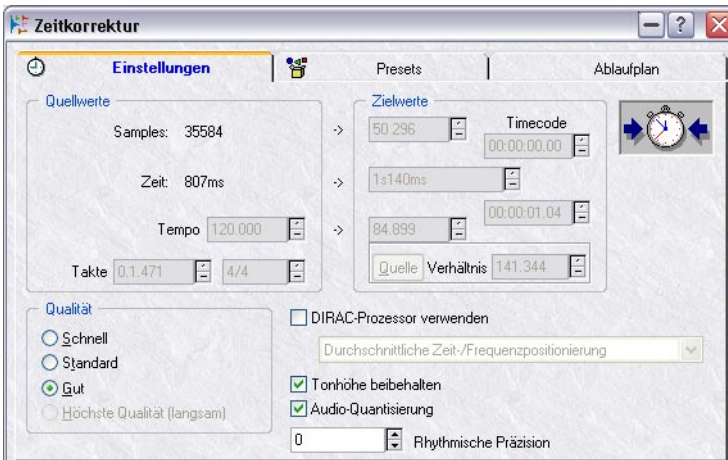 Zeitkorrektur
Einstellungen
Presets
Ablaufplan
Quellwerte
Samples: 35584
Zeit: 807ms
Tempo 120.000
Takte 0.1.471 4/4
->
->
->
Zielwerte
50 296
Timecode
00:00:00.00
1s140ms
00:00:01.04
84.899
Quelle Verhältnis 141.344
Qualität
Schnell
Standard
Gut
Höchste Qualität (langsam)
DIRAC-Prozessor verwenden
Durchschnittliche Zeit-/Frequenzpositionierung
Tonhöhe beibehalten
Audio-Quantisierung
0 Rhythmische Präzision